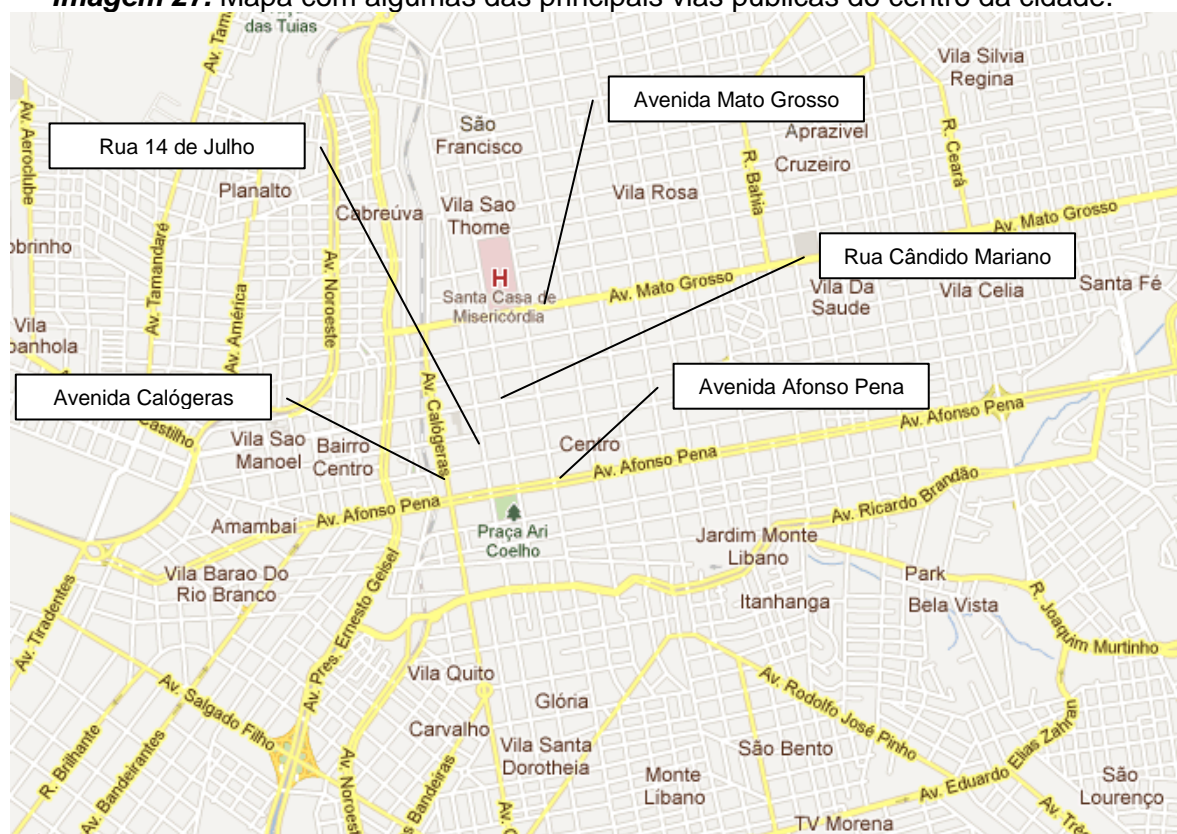 Imagem 27. Mapa com algumas das principais vias públicas do centro da cidade.
das Tuias
Vila Silvia
Regina
Avenida Mato Grosso
Av. Aeroclube
São
Francisco
Aprazivel
R. Ceará
Rua 14 de Julho
Cruzeiro
R. Bahia
Planalto
Vila Rosa
Cabreúva
Vila Sao
Thome
Av. Mato Grosso
Av. Tamandaré
Av. Noroeste
Rua Cândido Mariano
H
Av. América
Santa Casa de
Misericórdia
Av. Mato Grosso
Vila Da
Saude
Vila Celia
Santa Fé
Vila
Avenida Calógeras
Av. Calógeras
Avenida Afonso Pena
Castilho
Av. Afonso Pena
Vila Sao
Manoel
Bairro
Centro
Centro
Av. Afonso Pena
Av. Afonso Pena
Av. Ricardo Brandão
Amambaí
Praça Ari
Coelho
Jardim Monte
Libano
Vila Barao Do
Rio Branco
Park
Itanhanga
Bela Vista
Av. Tiradentes
Av. Pres. Ernesto Geisel
R. Joaquim Murtinho
Vila Quito
Av. Salgado Filho
Glória
Av. Rodolfo José Pinho
Carvalho
Vila Santa
Dorotheia
São Bento
Av. Eduardo Elias Zahran
R. Brilhante
Av. Bandeirantes
Av. Noroeste
Bandeiras
Monte
Líbano
São
Lourenço
TV Morena